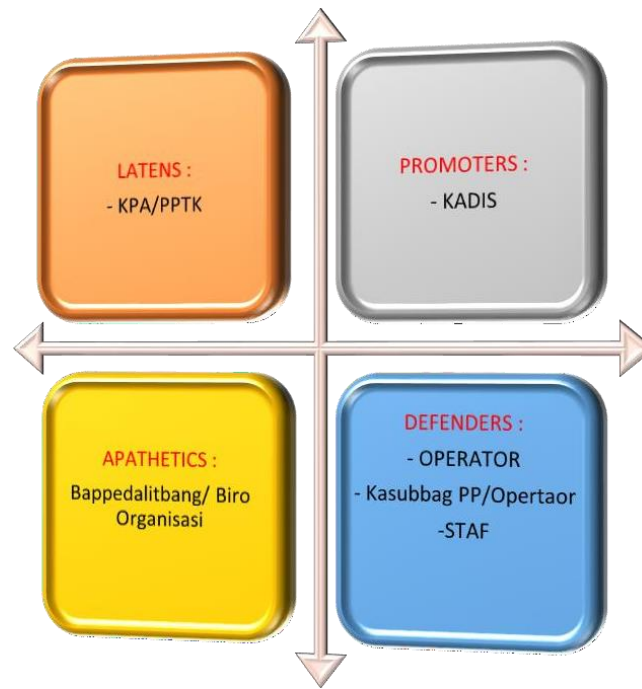 LATENS :
- KPA/PPTK
PROMOTERS :
- KADIS
APATHETICS :
Bappedalitbang/ Biro
Organisasi
DEFENDERS :
- OPERATOR
- Kasubbag PP/Opertaor
-STAF